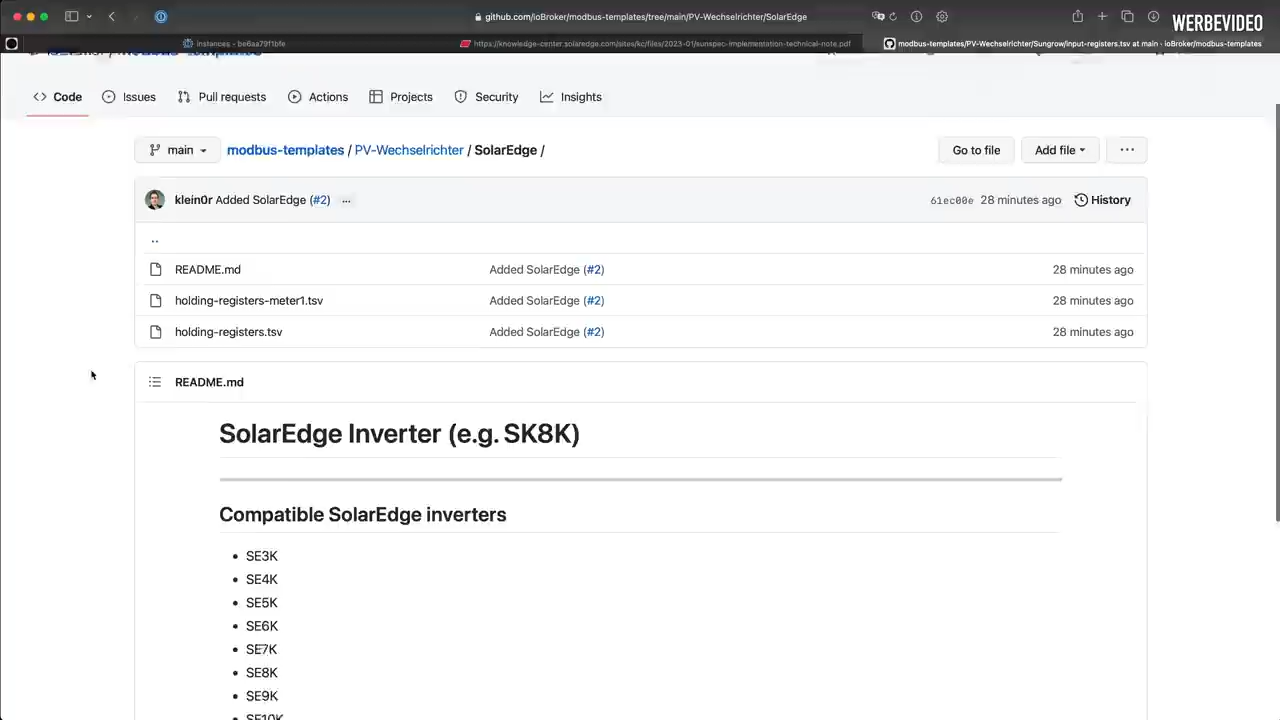 github.com/ioBroker/modbus-templates/tree/main/PV-Wechselrichter/SolarEdge
WERBEVIDEO
instances - be6aa79f1bfe
https://knowledge-center.solaredge.com/sites/kc/files/2023-01/sunspec-implementation-technical-note.pdf
modbus-templates/PV-Wechselrichter/Sungrow/input-registers.tsv at main · ioBroker/modbus-templates
Code Issues Pull requests Actions Projects Security Insights
main modbus-templates / PV-Wechselrichter / SolarEdge / Go to file Add file ···
klein0r Added SolarEdge (#2) ... 61ec00e 28 minutes ago History
..
README.md Added SolarEdge (#2) 28 minutes ago
holding-registers-meter1.tsv Added SolarEdge (#2) 28 minutes ago
holding-registers.tsv Added SolarEdge (#2) 28 minutes ago
README.md
SolarEdge Inverter (e.g. SK8K)
Compatible SolarEdge inverters
• SE3K
• SE4K
• SE5K
• SE6K
• SE7K
• SE8K
• SE9K
• SE10K